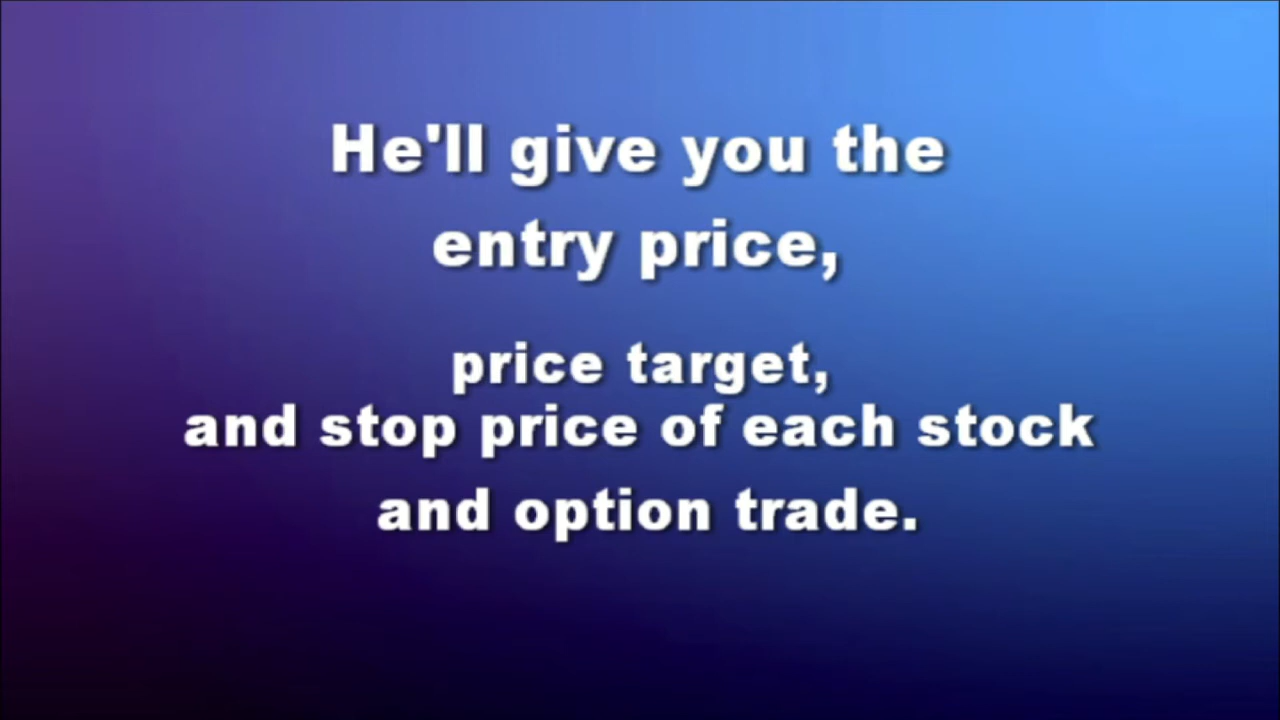 He'll give you the
entry price,
price target,
and stop price of each stock
and option trade.